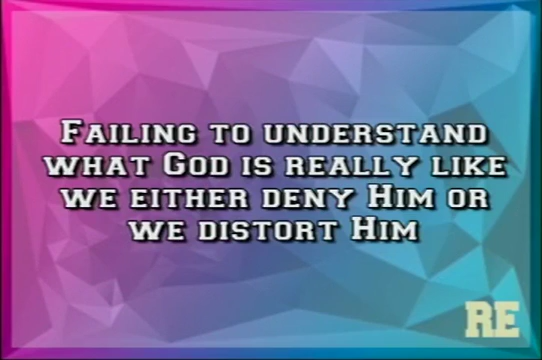 Failing to understand
what God is really like
we either deny Him or
we distort Him
RE